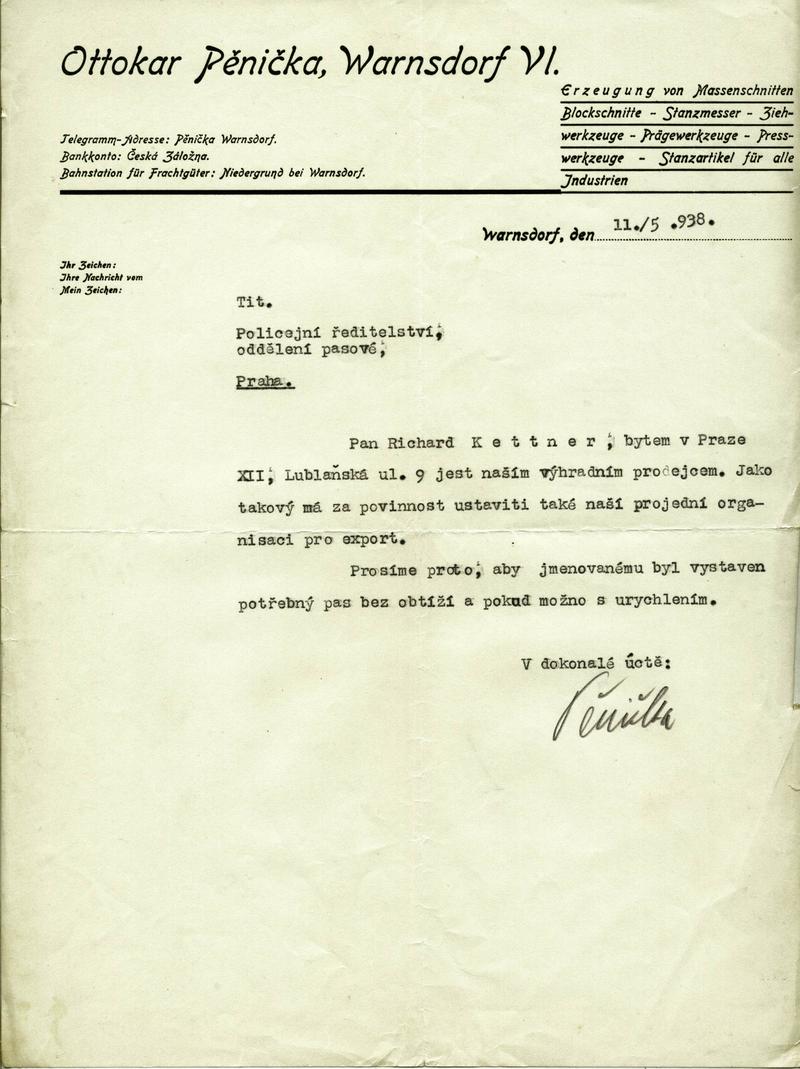 Ottokar Pěnička, Warnsdorf VI.
Erzeugung von Massenschnitten
Blockschnitte - Stanzmesser - Zieh-
werkzeuge - Prägewerkzeuge - Press-
werkzeuge - Stanzartikel für alle
Industrien
Telegramm-Adresse: Pěnička Warnsdorf.
Bankkonto: Česká Záložna.
Bahnstation für Frachtgüter: Niedergrund bei Warnsdorf.
Warnsdorf, den 11./5 .938.
Ihr Zeichen:
Ihre Nachricht vom
Mein Zeichen:
Tit.
Policejní ředitelství,
oddělení pasové,
Praha.
Pan Richard K e t t n e r , bytem v Praze
XII, Lublaňská ul. 9 jest naším výhradním prodejcem. Jako
takový má za povinnost ustaviti také naší projední orga-
nisaci pro export.
Prosíme proto, aby jmenovanému byl vystaven
potřebný pas bez obtíží a pokud možno s urychlením.
V dokonalé úctě:
Pěnička